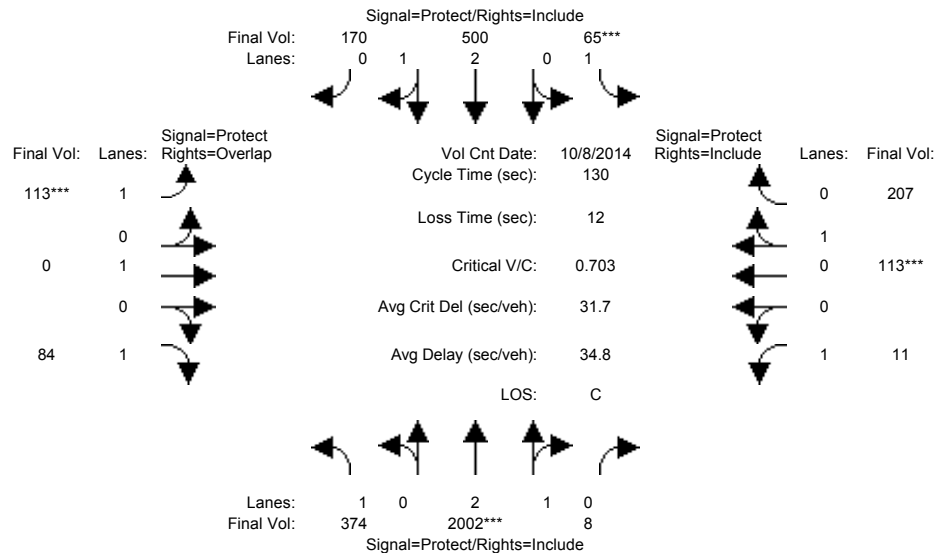 Signal=Protect/Rights=Include
Final Vol: 170 500 65***
Lanes: 0 1 2 0 1
Signal=Protect
Final Vol: Lanes: Rights=Overlap
Vol Cnt Date: 10/8/2014
Signal=Protect
Rights=Include Lanes: Final Vol:
Cycle Time (sec): 130
113*** 1
0 207
Loss Time (sec): 12
0
1
0 1
Critical V/C: 0.703
0 113***
0
Avg Crit Del (sec/veh): 31.7
0
84 1
Avg Delay (sec/veh): 34.8
1 11
LOS: C
Lanes: 1 0 2 1 0
Final Vol: 374 2002*** 8
Signal=Protect/Rights=Include